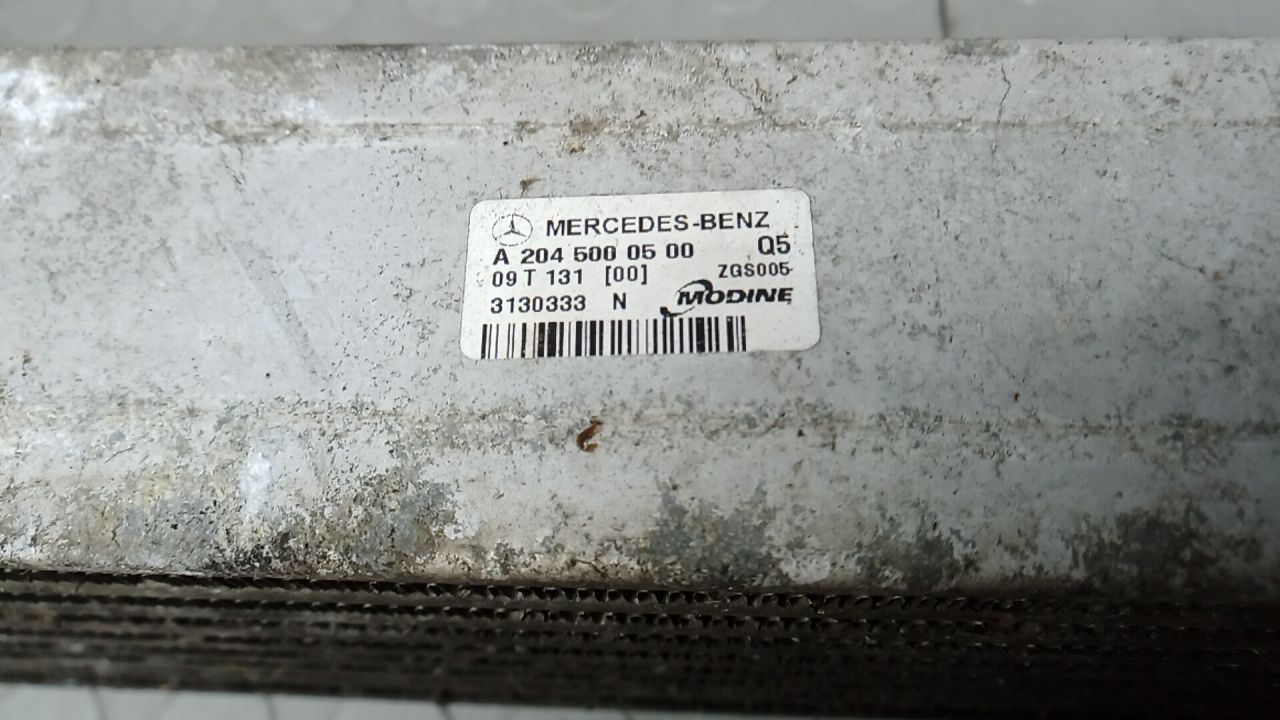 MERCEDES-BENZ
A 204 500 05 00 Q5
09 T 131 [00] ZGS005
3130333 N MODINE